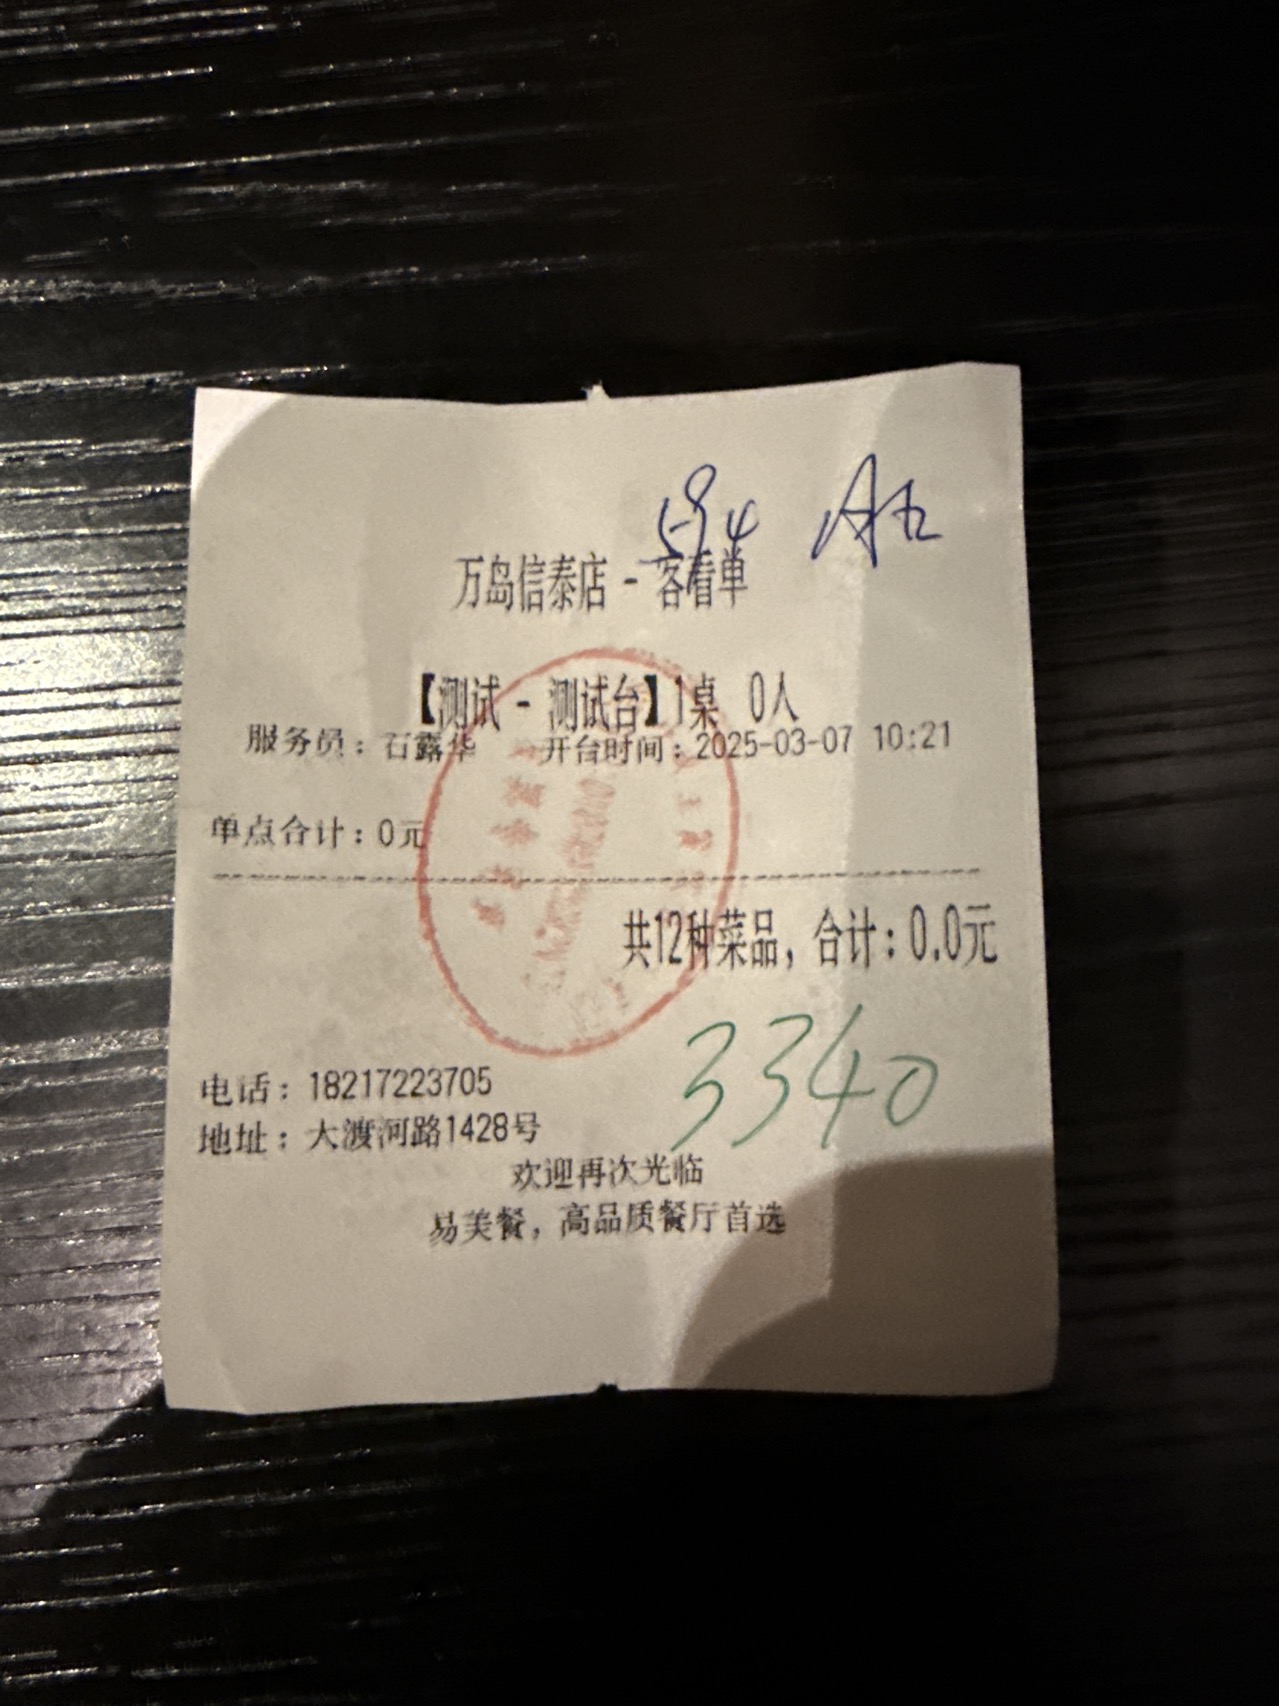 万岛信泰店 - 客看单
【测试 - 测试台】1桌 0人
服务员：石露华 开台时间：2025-03-07 10:21
单点合计：0元
共12种菜品，合计：0.0元
3340
电话：18217223705
地址：大渡河路1428号
欢迎再次光临
易美餐，高品质餐厅首选